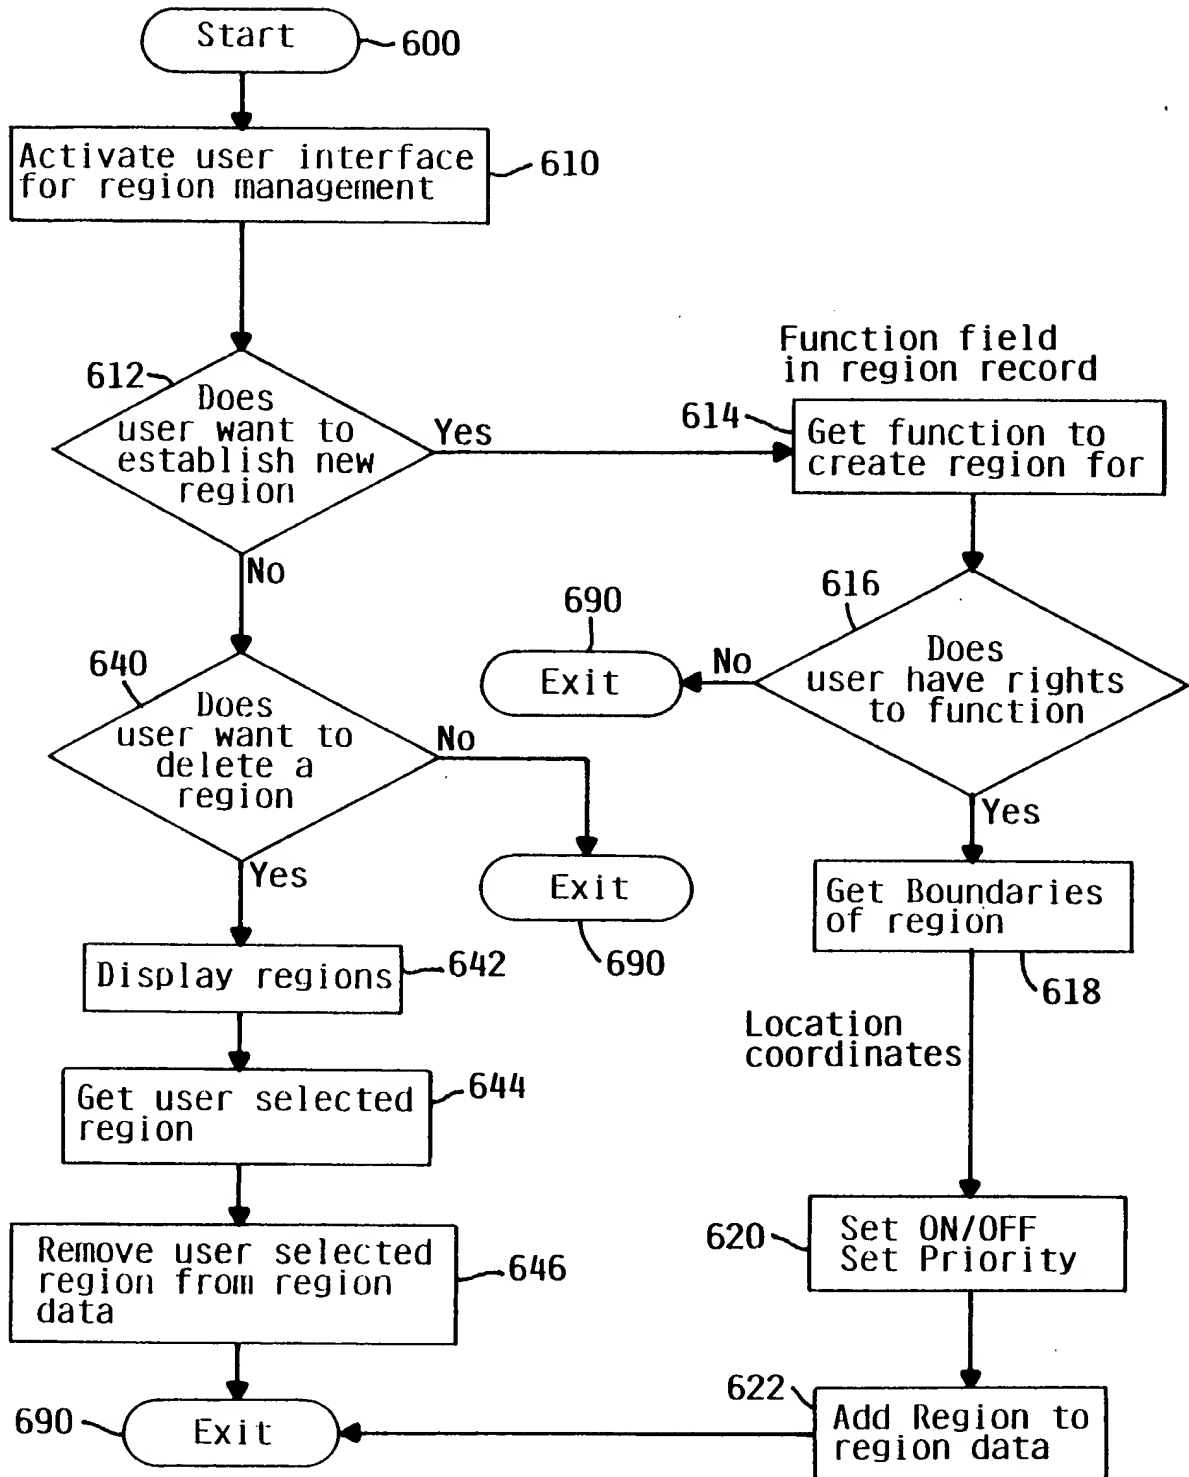 Start
600
Activate user interface
for region management
610
612
Does
user want to
establish new
region
Yes
No
Function field
in region record
614
Get function to
create region for
616
Does
user have rights
to function
No
690
Exit
Yes
640
Does
user want to
delete a
region
No
Exit
690
Yes
Get Boundaries
of region
618
Location
coordinates
Display regions
642
Get user selected
region
644
Remove user selected
region from region
data
646
620
Set ON/OFF
Set Priority
622
Add Region to
region data
690
Exit